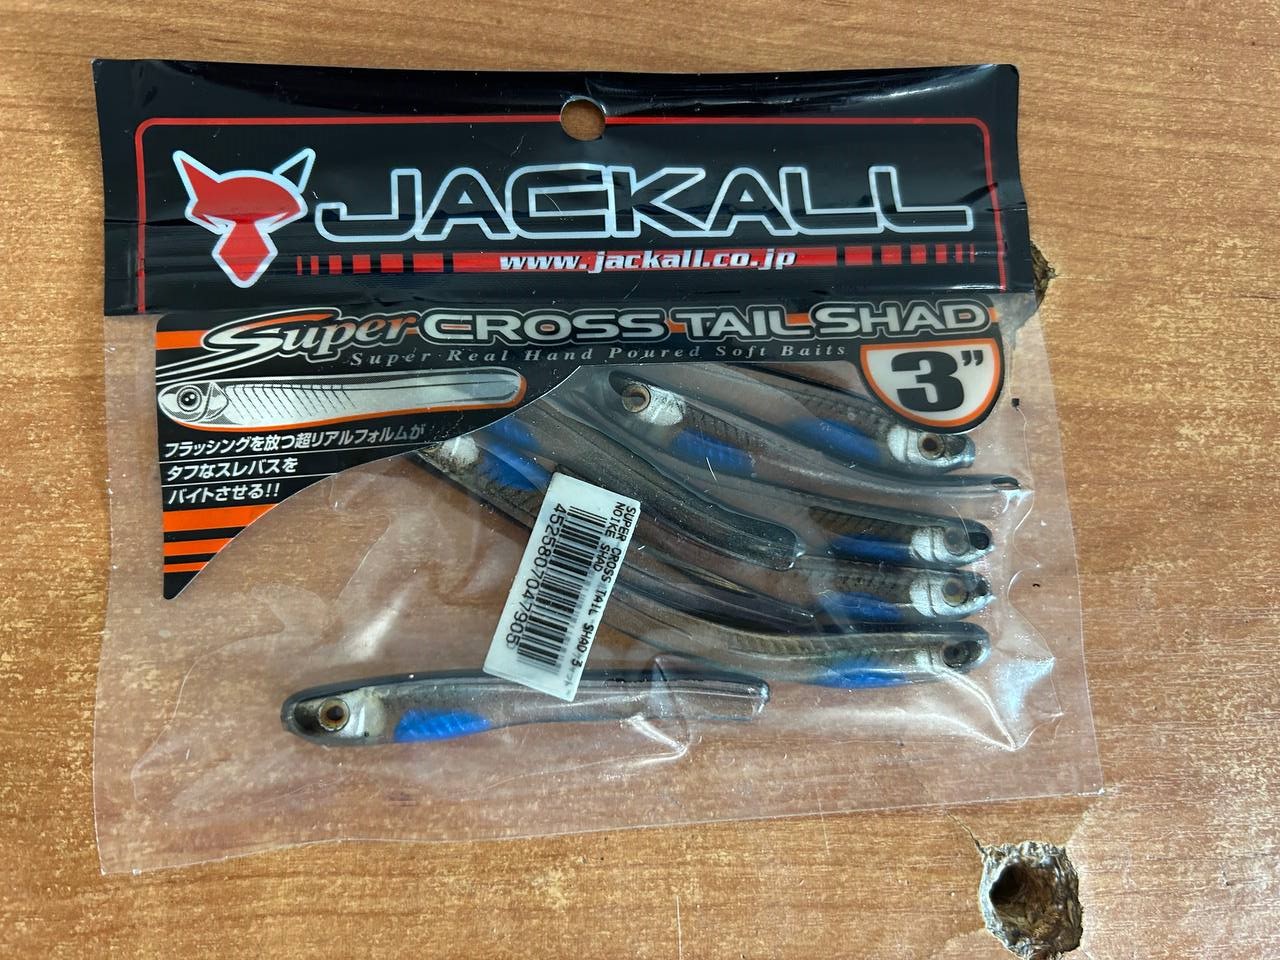 JACKALL
www.jackall.co.jp
Super CROSS TAIL SHAD
Super Real Hand Poured Soft Baits
3"
フラッシングを放つ超リアルフォルムが
タフなスレバスを
バイトさせる!!
SUPER CROSS TAIL SHAD 3
NOIKE SHAD
4525807047905